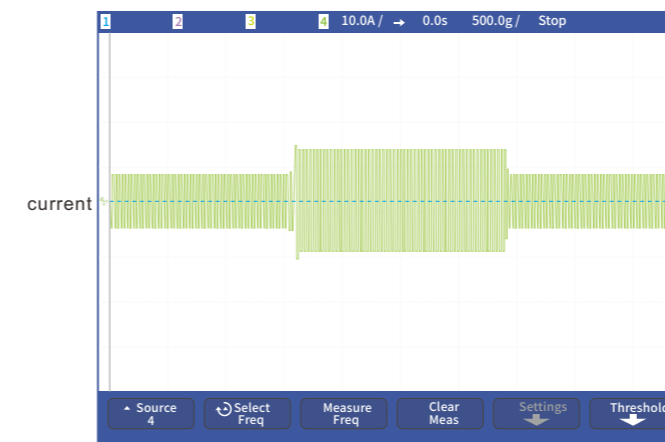 1 2 3 4 10.0A / → 0.0s 500.0g / Stop
current
Source
4
Select
Freq
Measure
Freq
Clear
Meas
Settings
Threshold